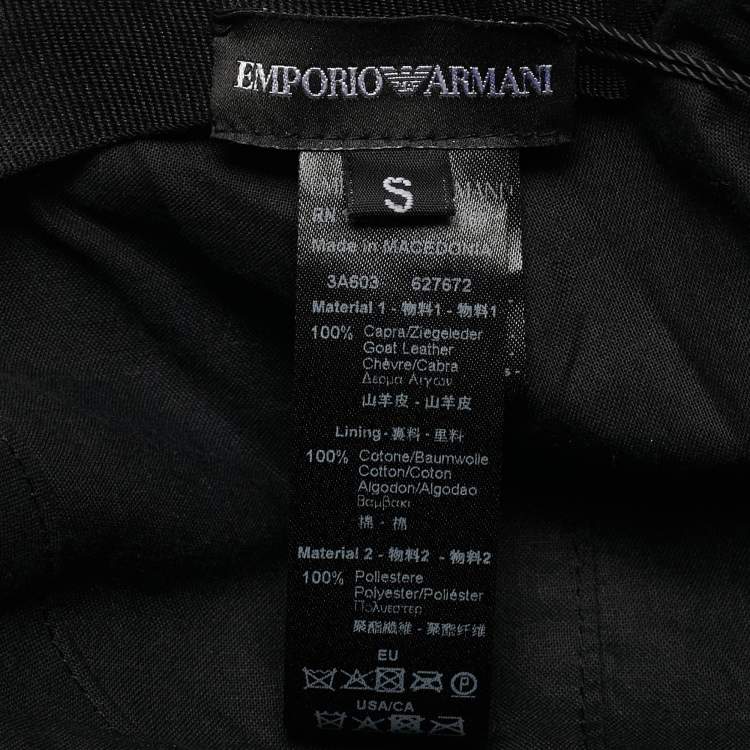 EMPORIO ARMANI
S
RN
Made in MACEDONIA
3A603 627672
Material 1 - 物料1 - 物料1
100% Capra/Ziegeleder
Goat Leather
Chèvre/Cabra
Δερμα Αιγων
山羊皮 - 山羊皮
Lining - 裏料 - 里料
100% Cotone/Baumwolle
Cotton/Coton
Algodon/Algodao
Βαμβακι
棉 - 棉
Material 2 - 物料2 - 物料2
100% Poliestere
Polyester/Poliéster
Πολυεστερ
聚酯纖維 - 聚酯纤维
EU
P
USA/CA